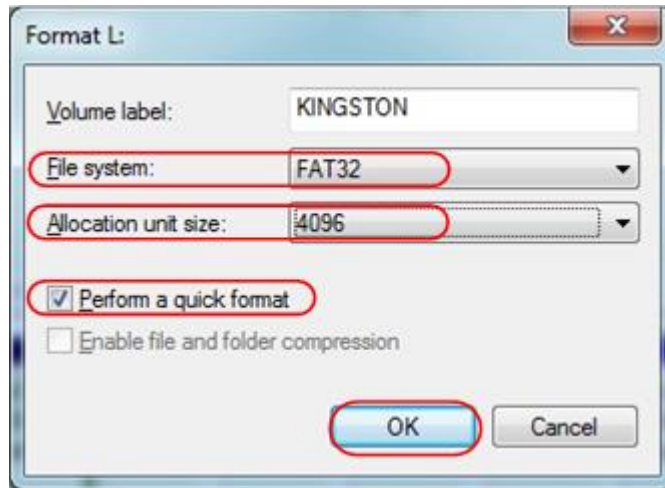 Format L:
Volume label: KINGSTON
File system: FAT32
Allocation unit size: 4096
Perform a quick format
Enable file and folder compression
OK Cancel